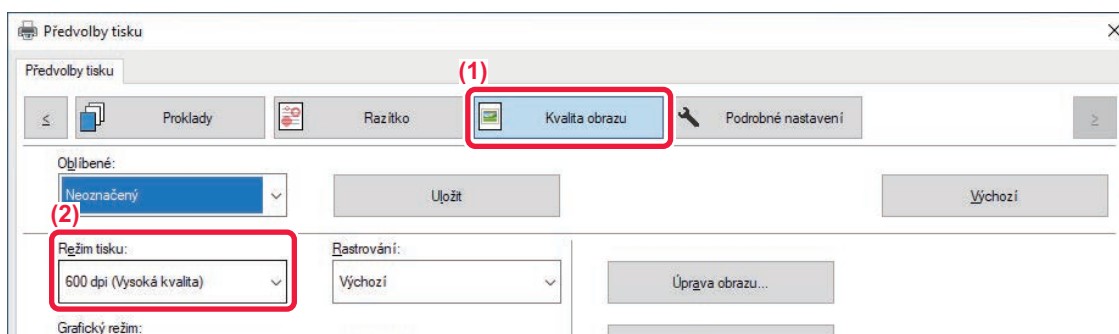 Předvolby tisku
Předvolby tisku
(1)
< Proklady Razítko Kvalita obrazu Podrobné nastavení >
Oblíbené:
Neoznačený Uložit Výchozí
(2)
Režim tisku: Rastrování:
600 dpi (Vysoká kvalita) Výchozí Úprava obrazu...
Grafický režim: